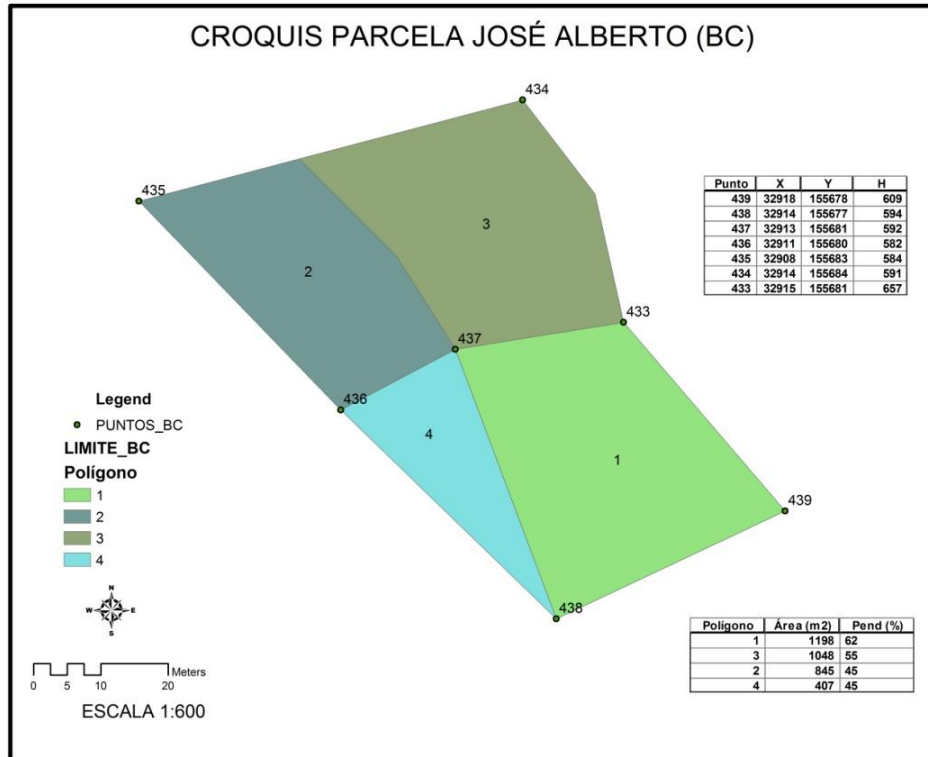 CROQUIS PARCELA JOSÉ ALBERTO (BC)
434
435
3
2
433
437
436
4
1
439
438
Punto X Y H
439 32918 155678 609
438 32914 155677 594
437 32913 155681 592
436 32911 155680 582
435 32908 155683 584
434 32914 155684 591
433 32915 155681 657
Legend
PUNTOS_BC
LIMITE_BC
Polígono
1
2
3
4
N
W E
S
Meters
0 5 10 20
ESCALA 1:600
Polígono Área (m2) Pend (%)
1 1198 62
3 1048 55
2 845 45
4 407 45